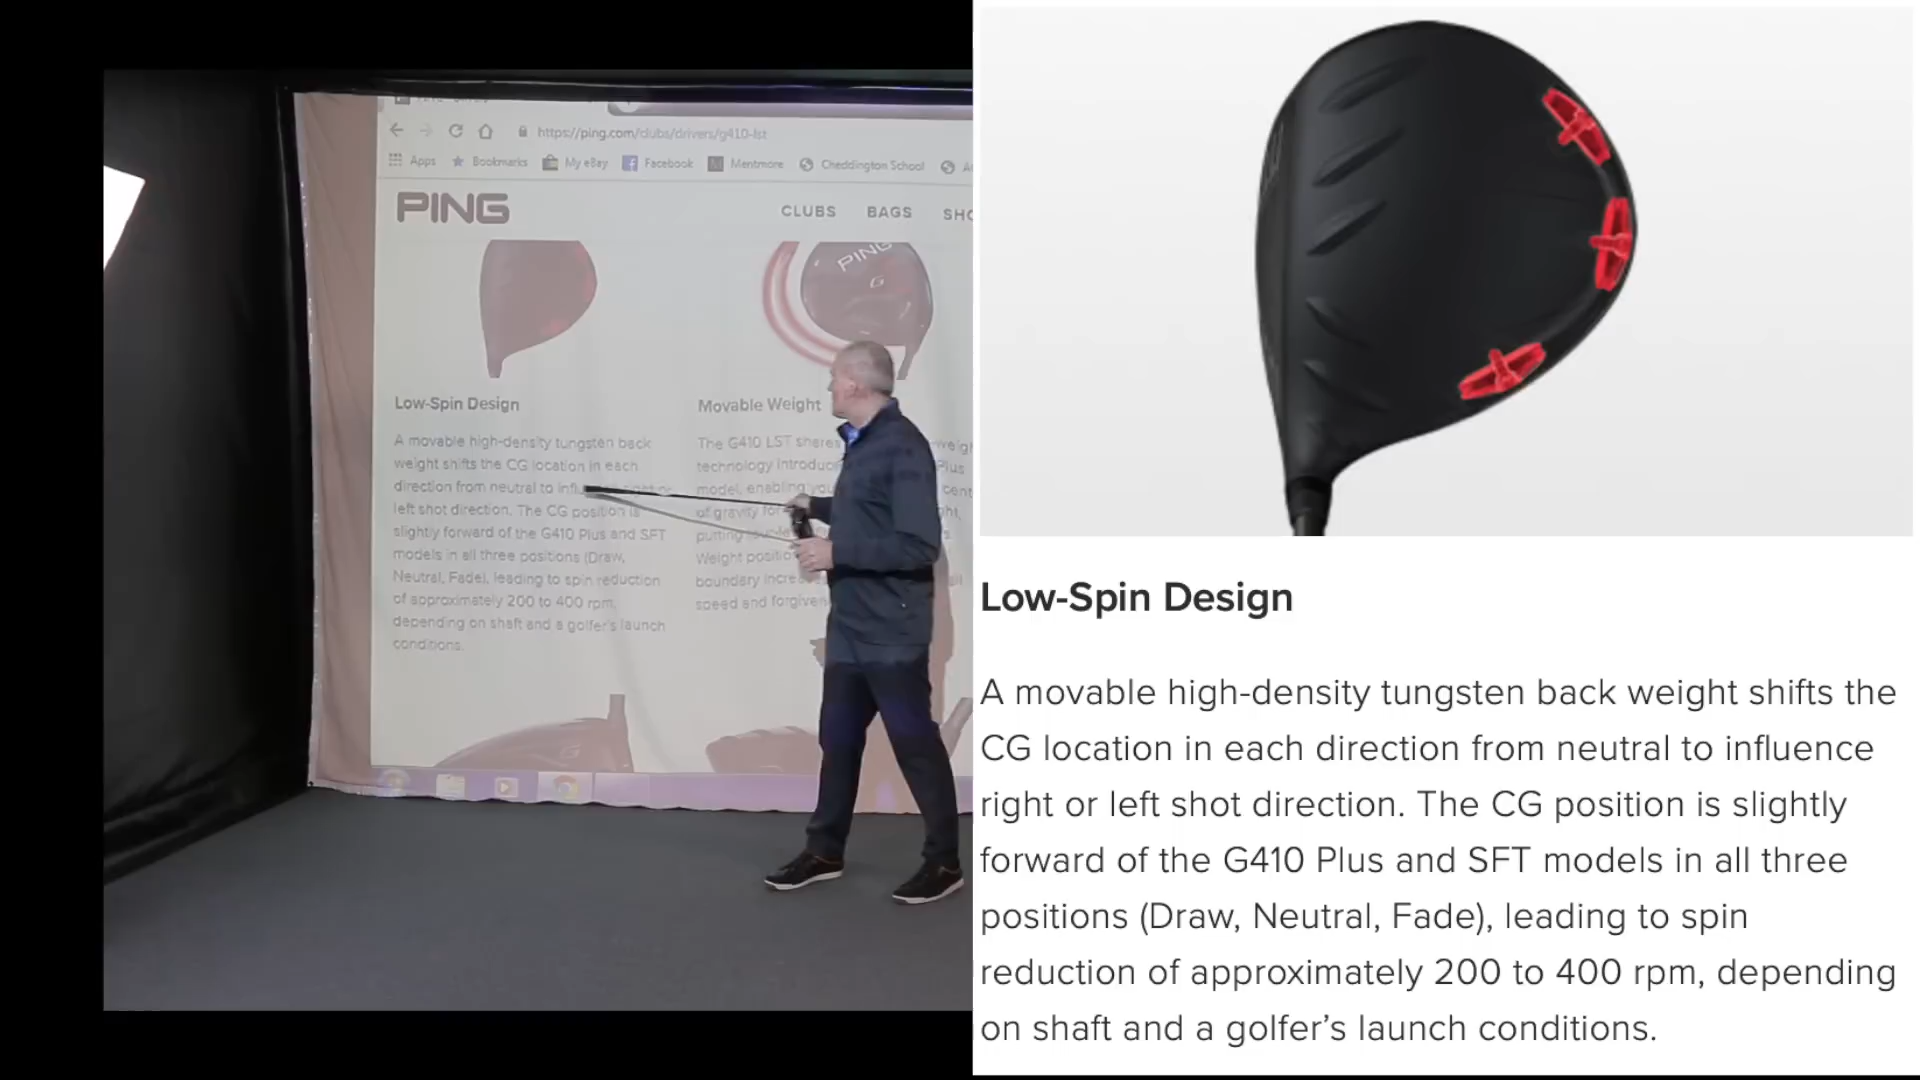 https://ping.com/clubs/drivers/g410-lst
Apps Bookmarks My eBay Facebook Mentmore Cheddington School
PING
CLUBS BAGS
PING
G
Low-Spin Design
A movable high-density tungsten back
weight shifts the CG location in each
direction from neutral to
left shot direction. The CG position is
slightly forward of the G410 Plus and SFT
models in all three positions (Draw,
Neutral, Fade), leading to spin reduction
of approximately 200 to 400 rpm,
depending on shaft and a golfer's launch
conditions.
Movable Weight
The G410 LST shares
technology
Plus
model, enabling you
of gravity
putting
Weight
boundary
speed and
Low-Spin Design
A movable high-density tungsten back weight shifts the
CG location in each direction from neutral to influence
right or left shot direction. The CG position is slightly
forward of the G410 Plus and SFT models in all three
positions (Draw, Neutral, Fade), leading to spin
reduction of approximately 200 to 400 rpm, depending
on shaft and a golfer’s launch conditions.